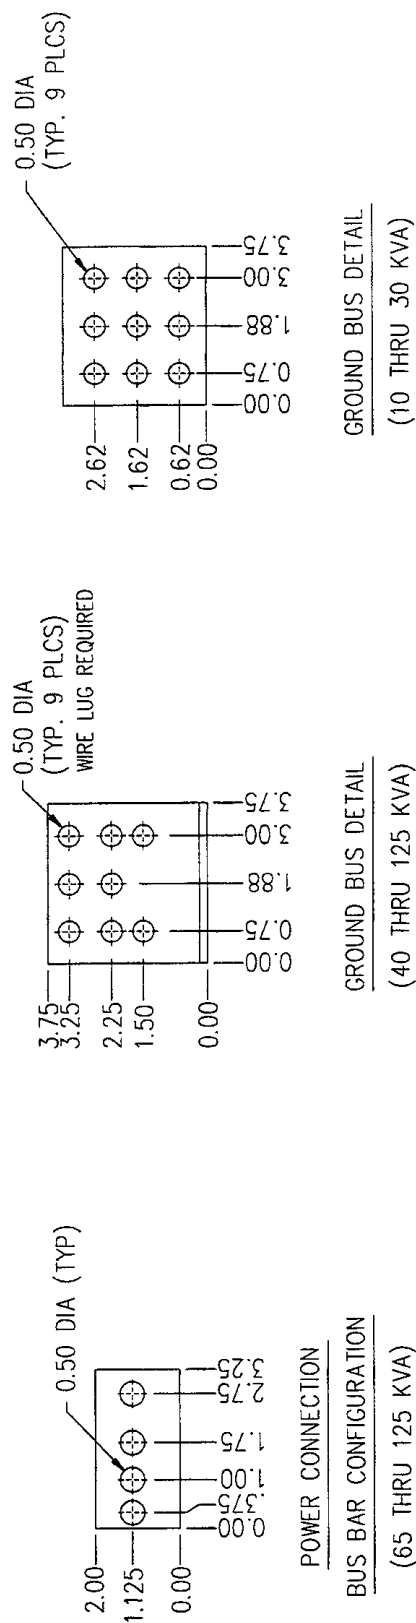 2.00
1.125
0.00
0.50 DIA (TYP)
0.00
.375
1.00
1.75
2.75
3.25
POWER CONNECTION
BUS BAR CONFIGURATION
(65 THRU 125 KVA)
3.75
3.25
2.25
1.50
0.00
0.50 DIA
(TYP. 9 PLCS)
WIRE LUG REQUIRED
0.00
0.75
1.88
3.00
3.75
GROUND BUS DETAIL
(40 THRU 125 KVA)
2.62
1.62
0.62
0.00
0.50 DIA
(TYP. 9 PLCS)
0.00
0.75
1.88
3.00
3.75
GROUND BUS DETAIL
(10 THRU 30 KVA)